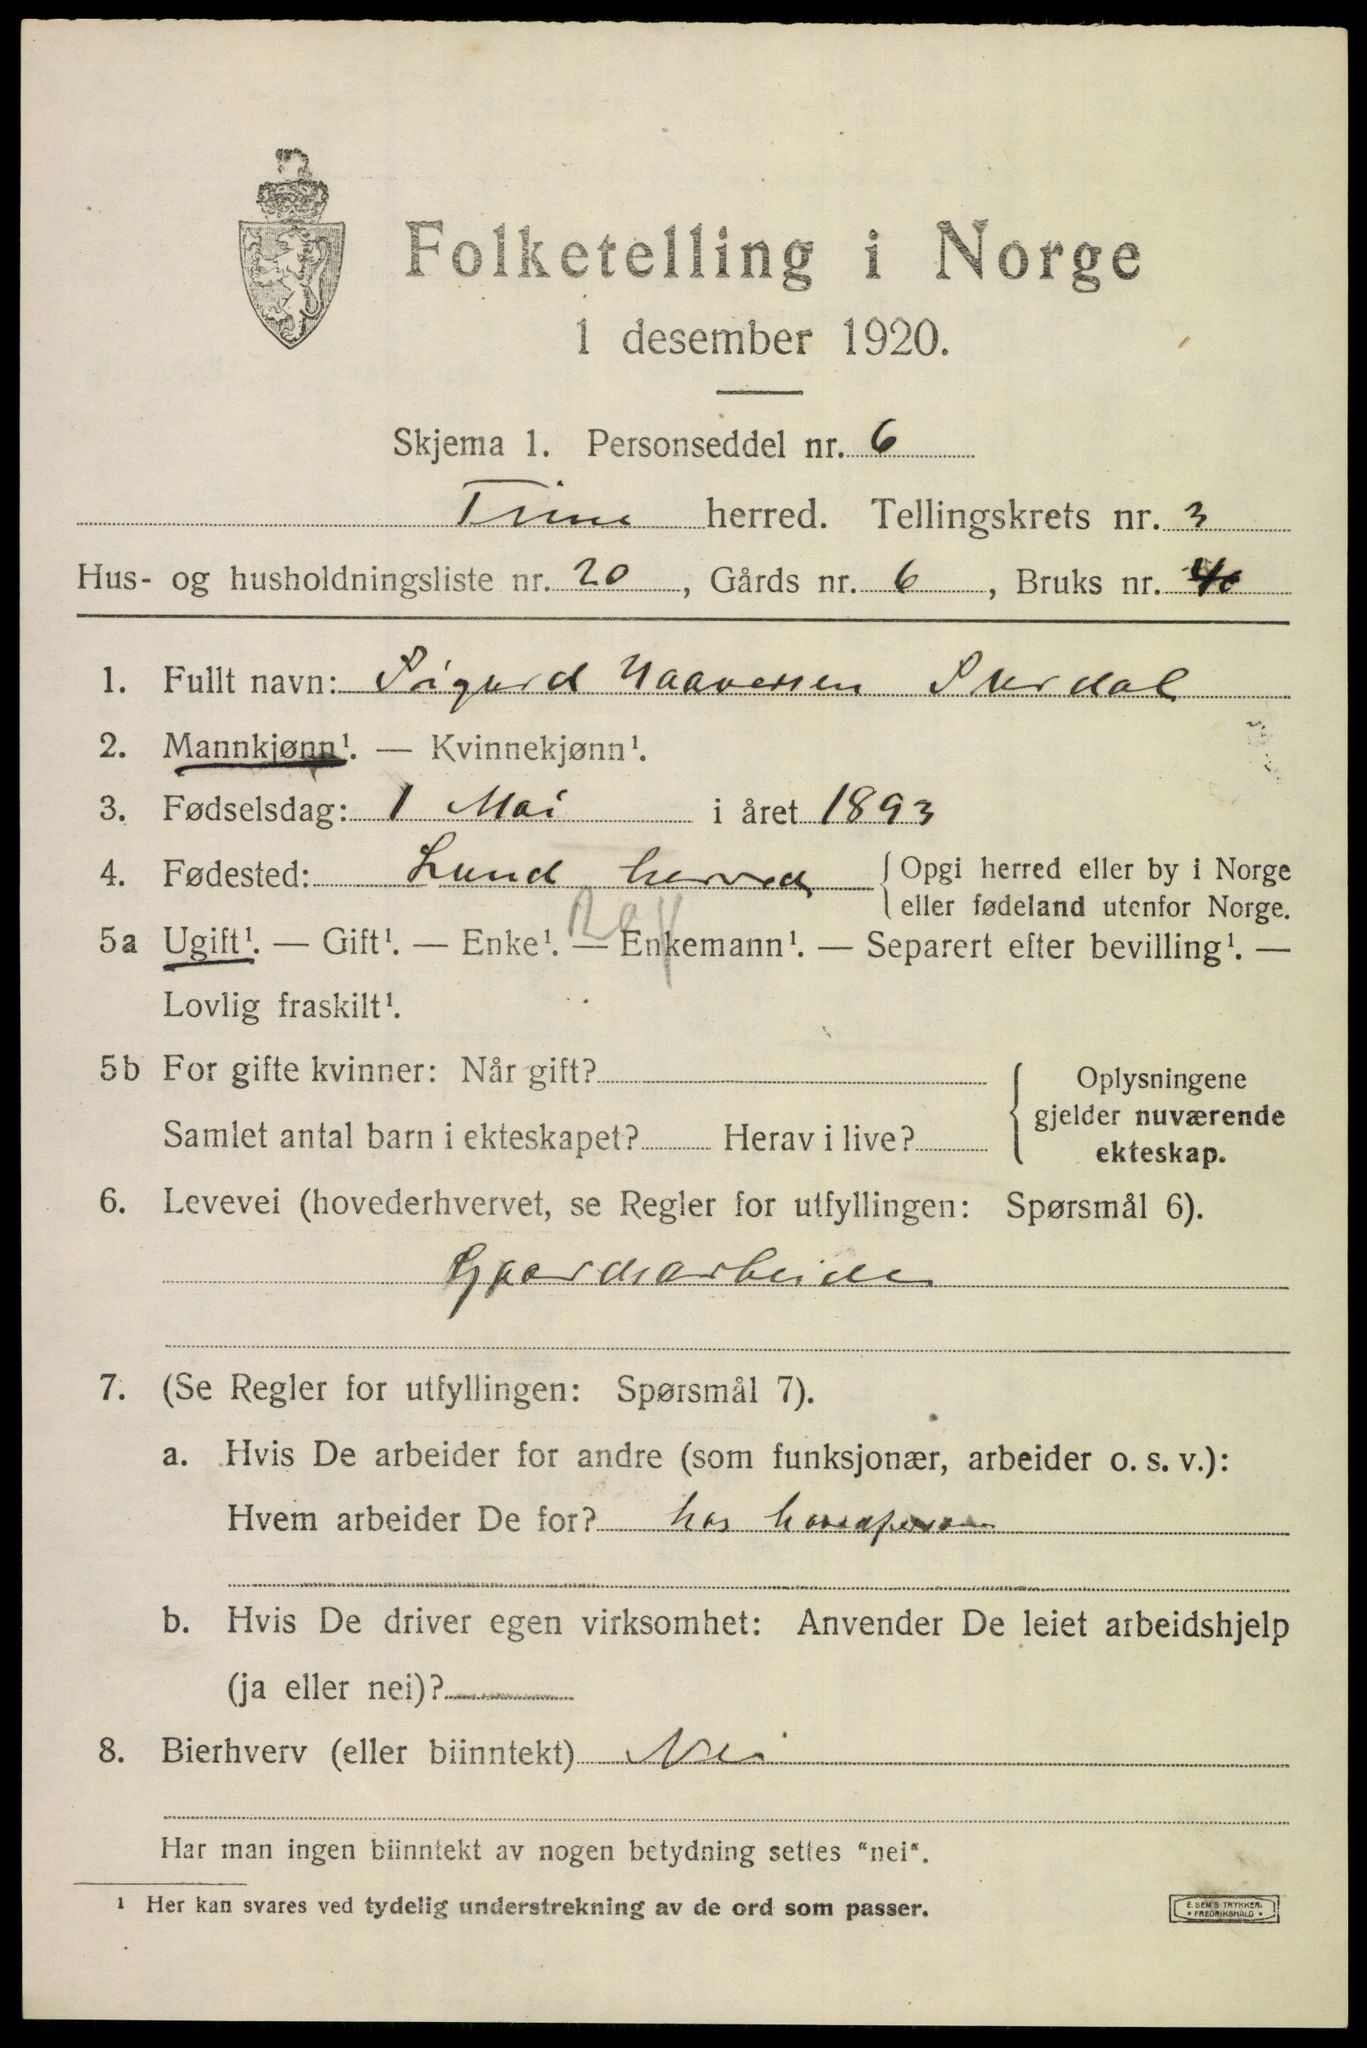 Folketelling i Norge
1 desember 1920.
Skjema 1. Personseddel nr. 6
Time herred. Tellingskrets nr. 3
Hus- og husholdningsliste nr. 20, Gårds nr. 6, Bruks nr.
1. Fullt navn: Sigurd Haaversen Skerdal
2. Mannkjønn¹. — Kvinnekjønn¹.
3. Fødselsdag: 1 Mai i året 1893
4. Fødested: Lund herred { Opgi herred eller by i Norge
eller fødeland utenfor Norge.
5a Ugift¹. — Gift¹. — Enke¹. — Enkemann¹. — Separert efter bevilling¹. —
Lovlig fraskilt¹.
5b For gifte kvinner: Når gift?
Samlet antal barn i ekteskapet? Herav i live?
{ Oplysningene
gjelder nuværende
ekteskap.
6. Levevei (hovederhvervet, se Regler for utfyllingen: Spørsmål 6).
Gaardsarbeide
7. (Se Regler for utfyllingen: Spørsmål 7).
a. Hvis De arbeider for andre (som funksjonær, arbeider o. s. v.):
Hvem arbeider De for? hos hovedperson
b. Hvis De driver egen virksomhet: Anvender De leiet arbeidshjelp
(ja eller nei)?
8. Bierhverv (eller biinntekt) Nei
Har man ingen biinntekt av nogen betydning settes "nei".
¹ Her kan svares ved tydelig understrekning av de ord som passer.
E. SEM'S TRYKKERI
• FREDRIKSHALD •